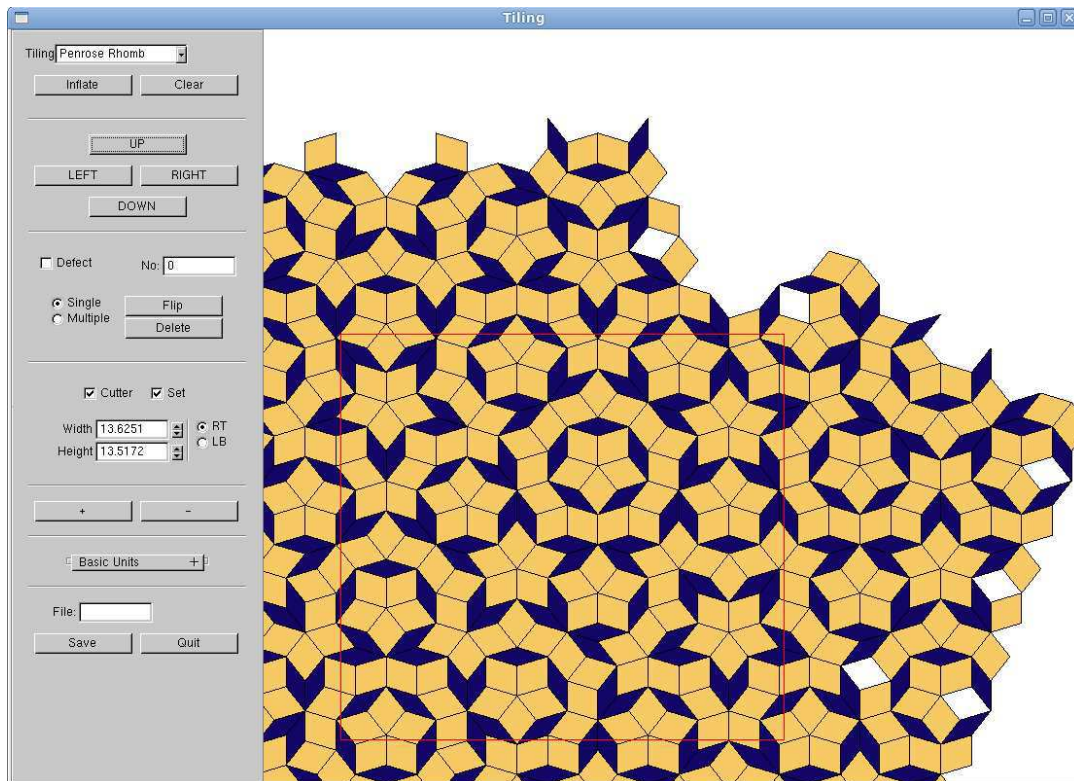 Tiling
Tiling Penrose Rhomb
Inflate Clear
UP
LEFT RIGHT
DOWN
Defect No: 0
Single Flip
Multiple
Delete
Cutter Set
Width 13.6251 RT
Height 13.5172 LB
+ -
Basic Units +
File:
Save Quit